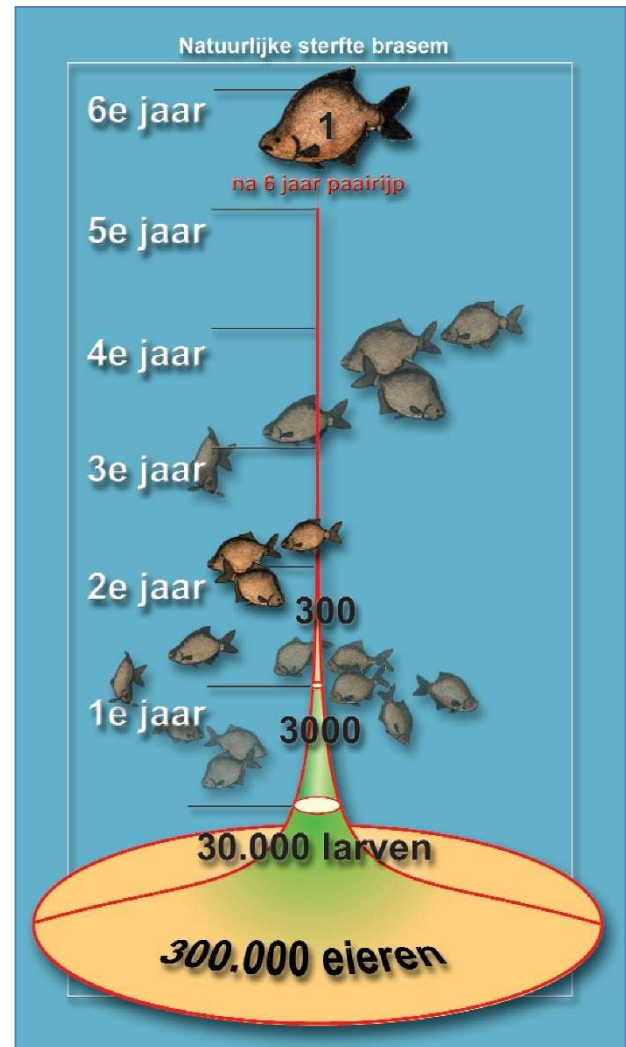 Natuurlijke sterfte brasem
6e jaar
1
na 6 jaar paairijp
5e jaar
4e jaar
3e jaar
2e jaar
300
1e jaar
3000
30.000 larven
300.000 eieren